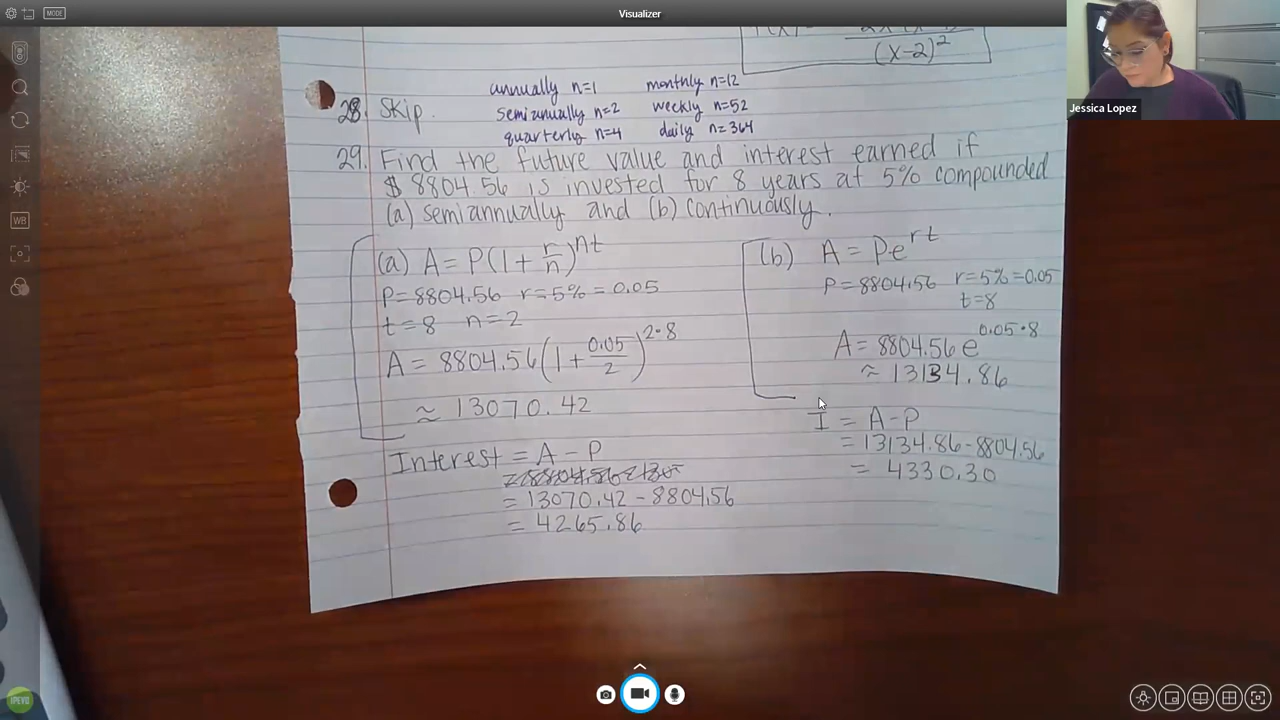 MODE
Visualizer
(x-2)²
Jessica Lopez
WB
annually n=1 monthly n=12
28. Skip. semiannually n=2 weekly n=52
quarterly n=4 daily n=364
29. Find the future value and interest earned if
$ 8804.56 is invested for 8 years at 5% compounded
(a) semiannually and (b) continuously.
(a) A = P(1 + r/n)^nt
P=8804.56 r=5% = 0.05
t=8 n=2
A = 8804.56(1 + 0.05/2)^2·8
≈ 13070.42
Interest = A - P
= 13070.42 - 8804.56
= 4265.86
(b) A = Pe^rt
P=8804.56 r=5%=0.05
t=8
A = 8804.56 e^0.05·8
≈ 13134.86
I = A-P
= 13134.86-8804.56
= 4330.30
IPEVO